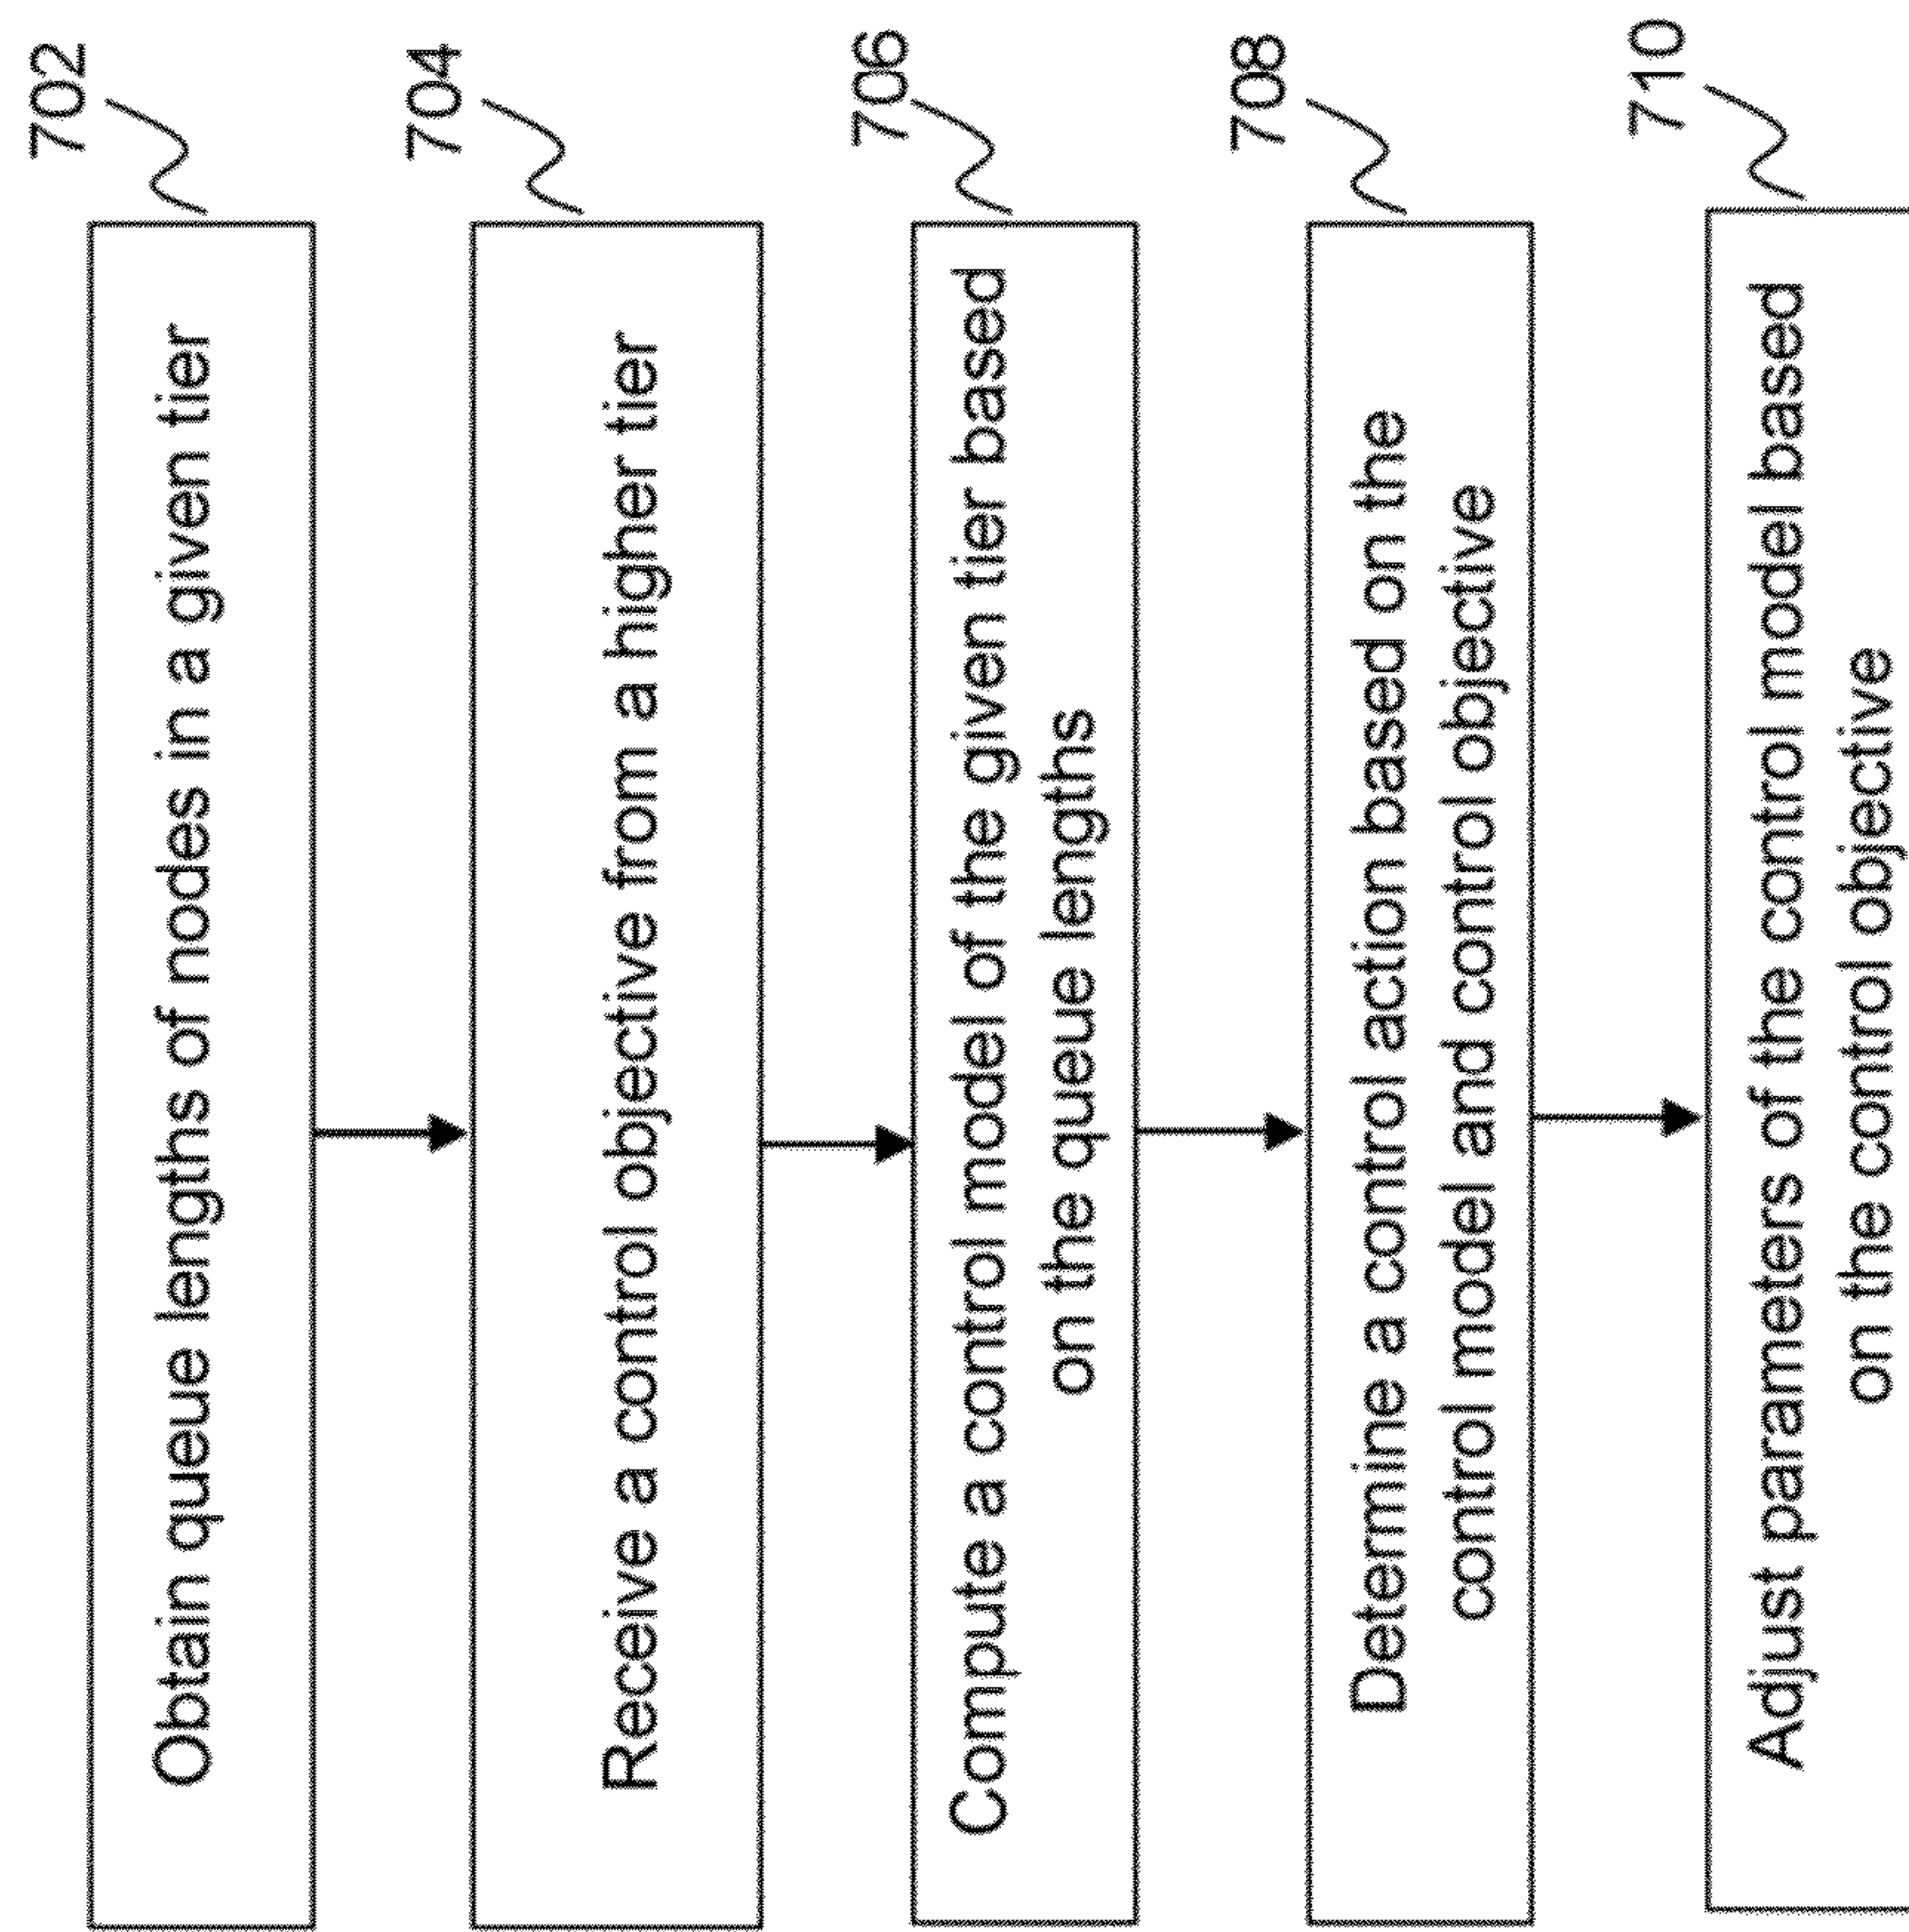 702
Obtain queue lengths of nodes in a given tier
704
Receive a control objective from a higher tier
706
Compute a control model of the given tier based
on the queue lengths
708
Determine a control action based on the
control model and control objective
710
Adjust parameters of the control model based
on the control objective